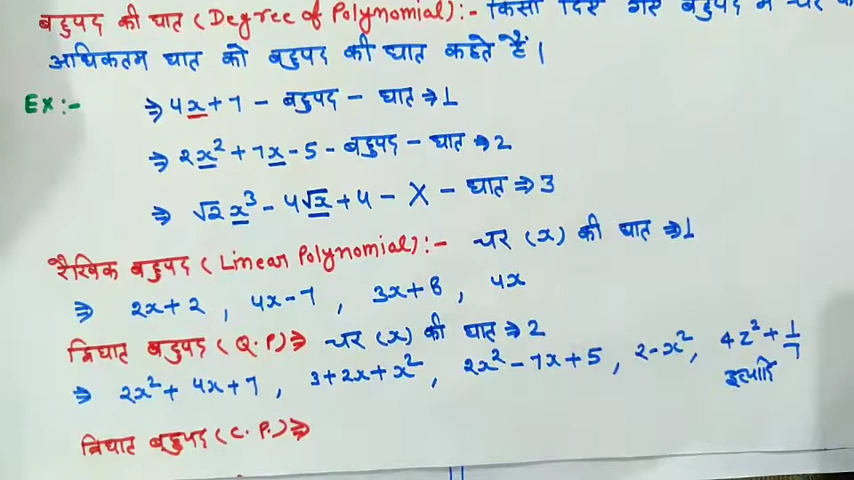 बहुपद की घात (Degree of Polynomial) :- किसी दिए गए बहुपद में चर
अधिकतम घात को बहुपद की घात कहते हैं।
Ex:- ⇒ 4x+7 - बहुपद - घात ⇒ 1
⇒ 2x² + 7x - 5 - बहुपद - घात ⇒ 2
⇒ √2 x³ - 4√x + 4 - X - घात ⇒ 3
रैखिक बहुपद (Linear Polynomial) :- चर (x) की घात ⇒ 1
⇒ 2x+2 , 4x-7 , 3x+8 , 4x
द्विघात बहुपद (Q.P) ⇒ चर (x) की घात ⇒ 2
⇒ 2x² + 4x+7 , 3+2x+x² , 2x² - 7x+5 , 2-x² , 4z² + 1/7 इत्यादि
त्रिघात बहुपद (C.P.) ⇒